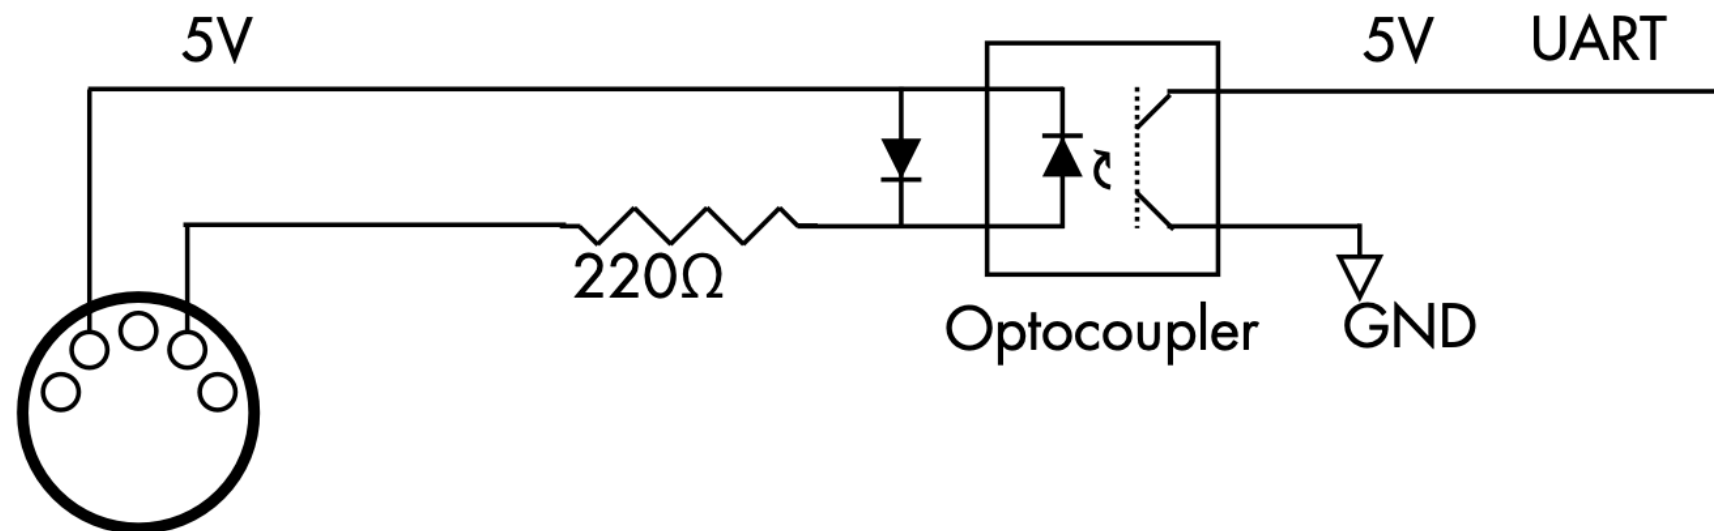 5V
5V UART
220Ω
Optocoupler
GND